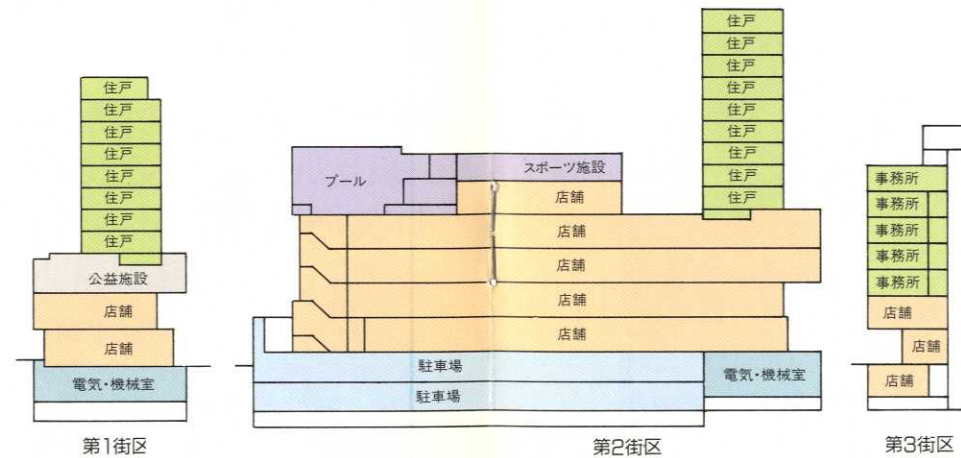 住戸
住戸
住戸
住戸
住戸
住戸
住戸
住戸
公益施設
店舗
店舗
電気・機械室
第1街区
住戸
住戸
住戸
住戸
住戸
住戸
住戸
住戸
住戸
プール
スポーツ施設
店舗
店舗
店舗
店舗
店舗
駐車場
電気・機械室
駐車場
第2街区
事務所
事務所
事務所
事務所
事務所
店舗
店舗
店舗
第3街区